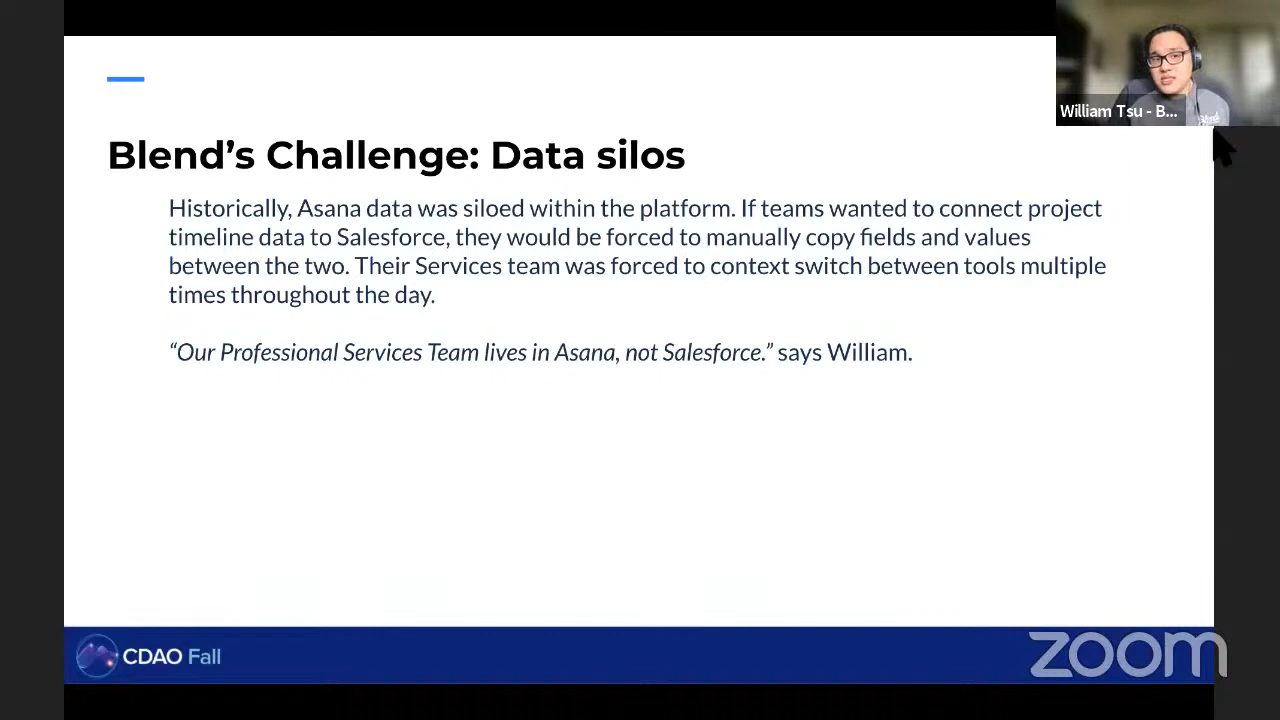 William Tsu - B...
Blend’s Challenge: Data silos
Historically, Asana data was siloed within the platform. If teams wanted to connect project
timeline data to Salesforce, they would be forced to manually copy fields and values
between the two. Their Services team was forced to context switch between tools multiple
times throughout the day.
“Our Professional Services Team lives in Asana, not Salesforce.” says William.
CDAO Fall
zoom